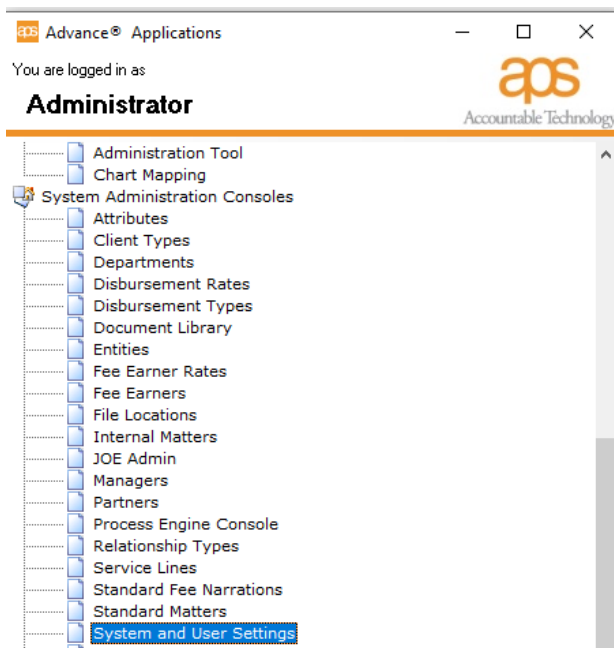 aps Advance® Applications
You are logged in as
Administrator
aps
Accountable Technology
Administration Tool
Chart Mapping
System Administration Consoles
Attributes
Client Types
Departments
Disbursement Rates
Disbursement Types
Document Library
Entities
Fee Earner Rates
Fee Earners
File Locations
Internal Matters
JOE Admin
Managers
Partners
Process Engine Console
Relationship Types
Service Lines
Standard Fee Narrations
Standard Matters
System and User Settings